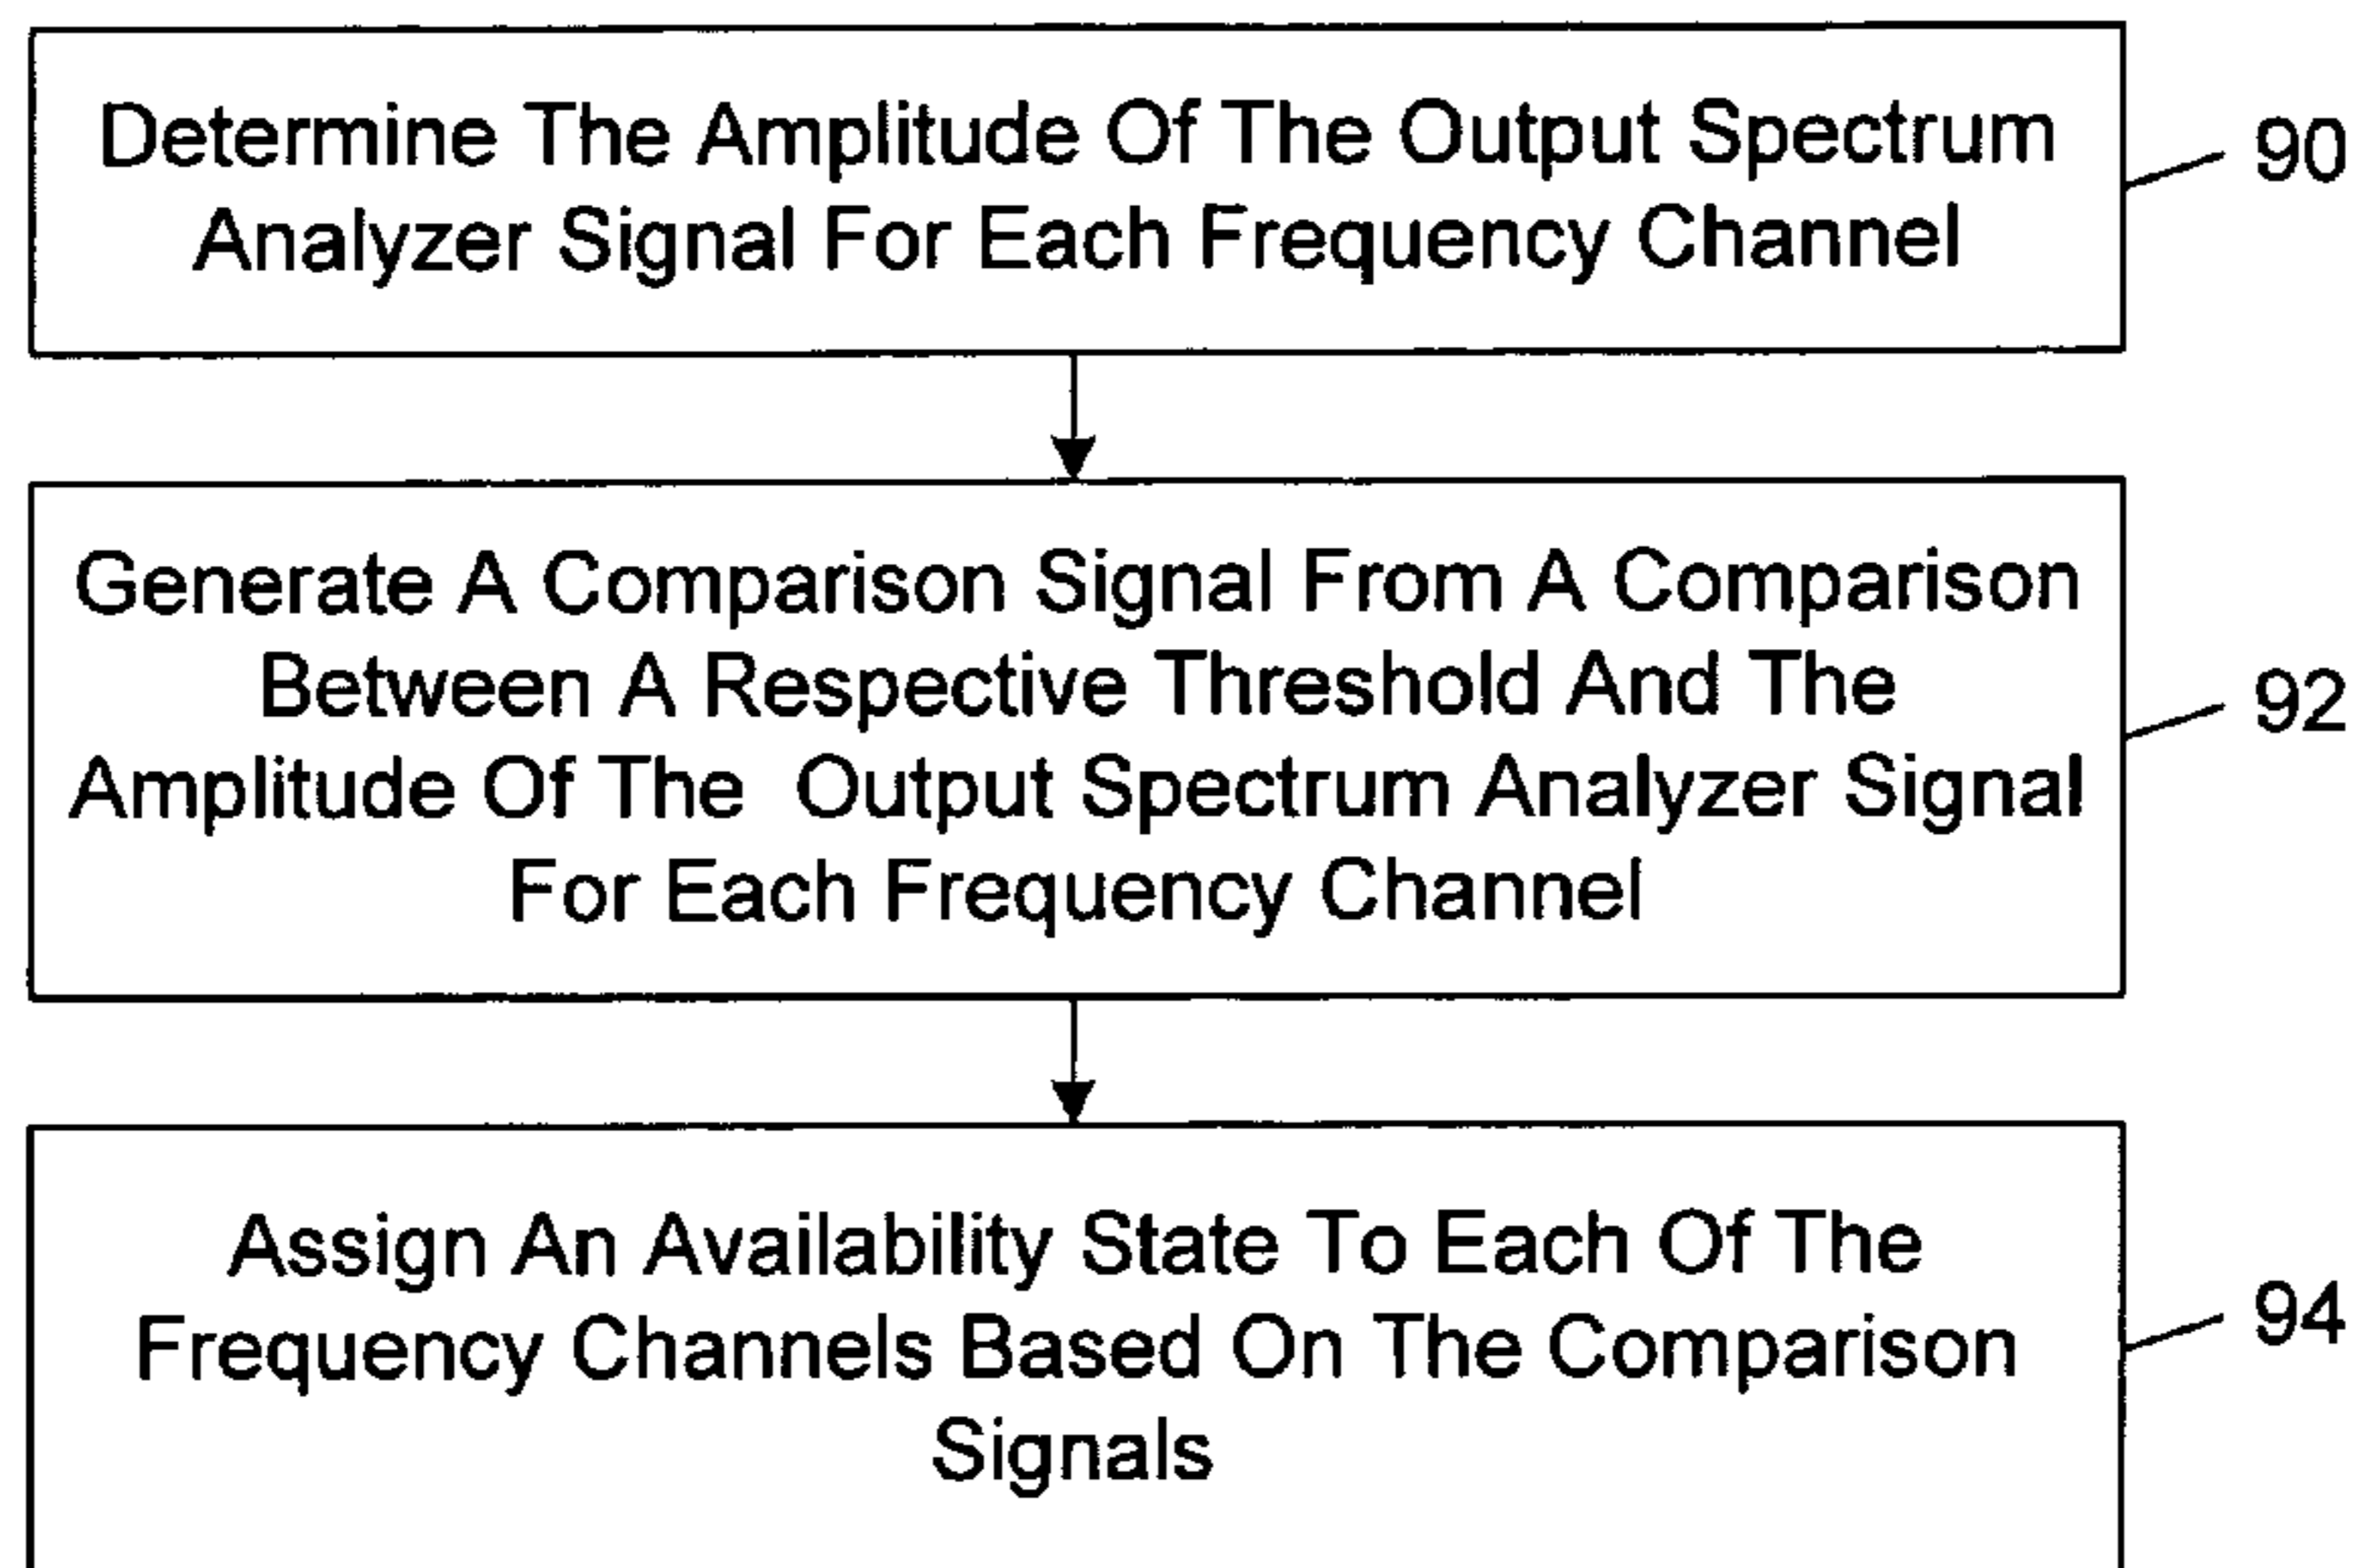 Determine The Amplitude Of The Output Spectrum
Analyzer Signal For Each Frequency Channel
90
Generate A Comparison Signal From A Comparison
Between A Respective Threshold And The
Amplitude Of The Output Spectrum Analyzer Signal
For Each Frequency Channel
92
Assign An Availability State To Each Of The
Frequency Channels Based On The Comparison
Signals
94